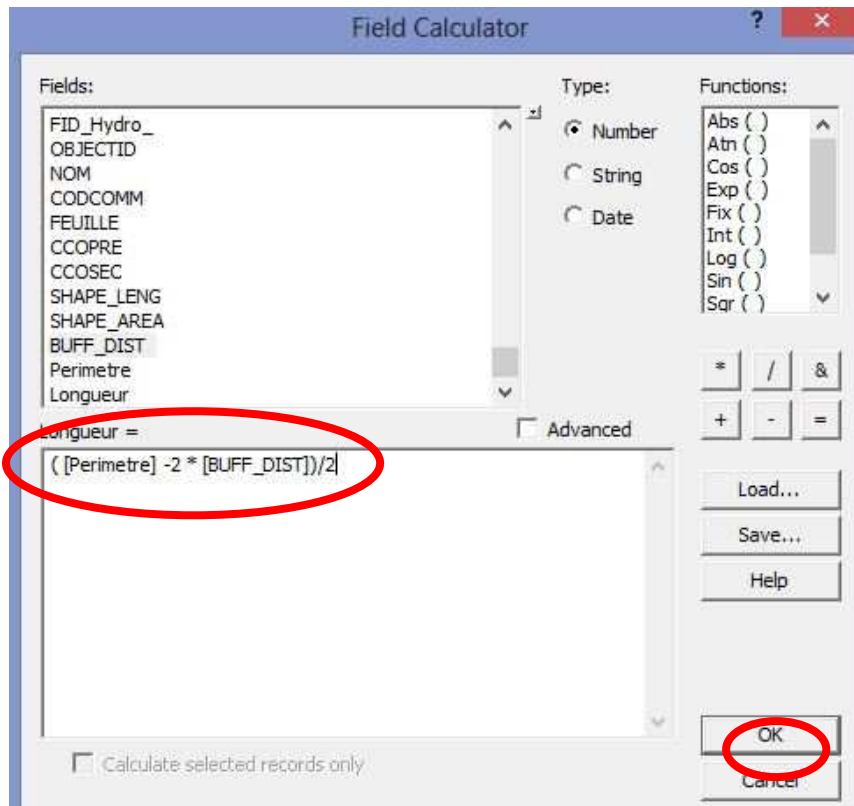 Field Calculator
?
Fields:
FID_Hydro_
OBJECTID
NOM
CODCOMM
FEUILLE
CCOPRE
CCOSEC
SHAPE_LENG
SHAPE_AREA
BUFF_DIST
Perimetre
Longueur
Type:
Number
String
Date
Functions:
Abs ( )
Atn ( )
Cos ( )
Exp ( )
Fix ( )
Int ( )
Log ( )
Sin ( )
Sqr ( )
* / &
+ - =
Longueur =
Advanced
( [Perimetre] -2 * [BUFF_DIST])/2
Load...
Save...
Help
Calculate selected records only
OK
Cancel